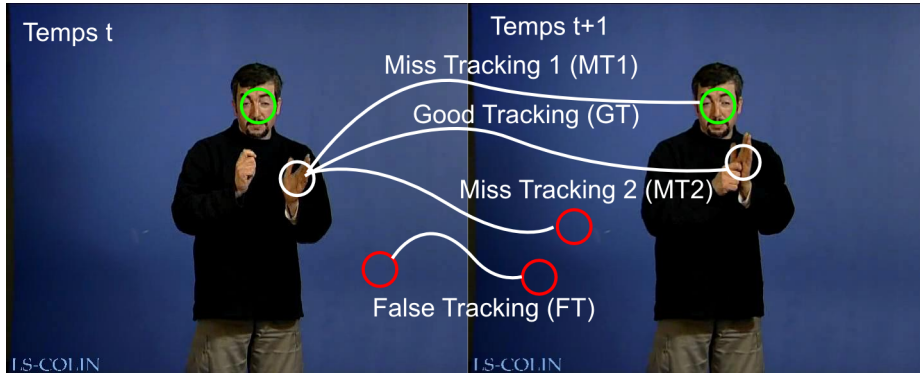 Temps t
Temps t+1
Miss Tracking 1 (MT1)
Good Tracking (GT)
Miss Tracking 2 (MT2)
False Tracking (FT)
LS-COLIN
LS-COLIN